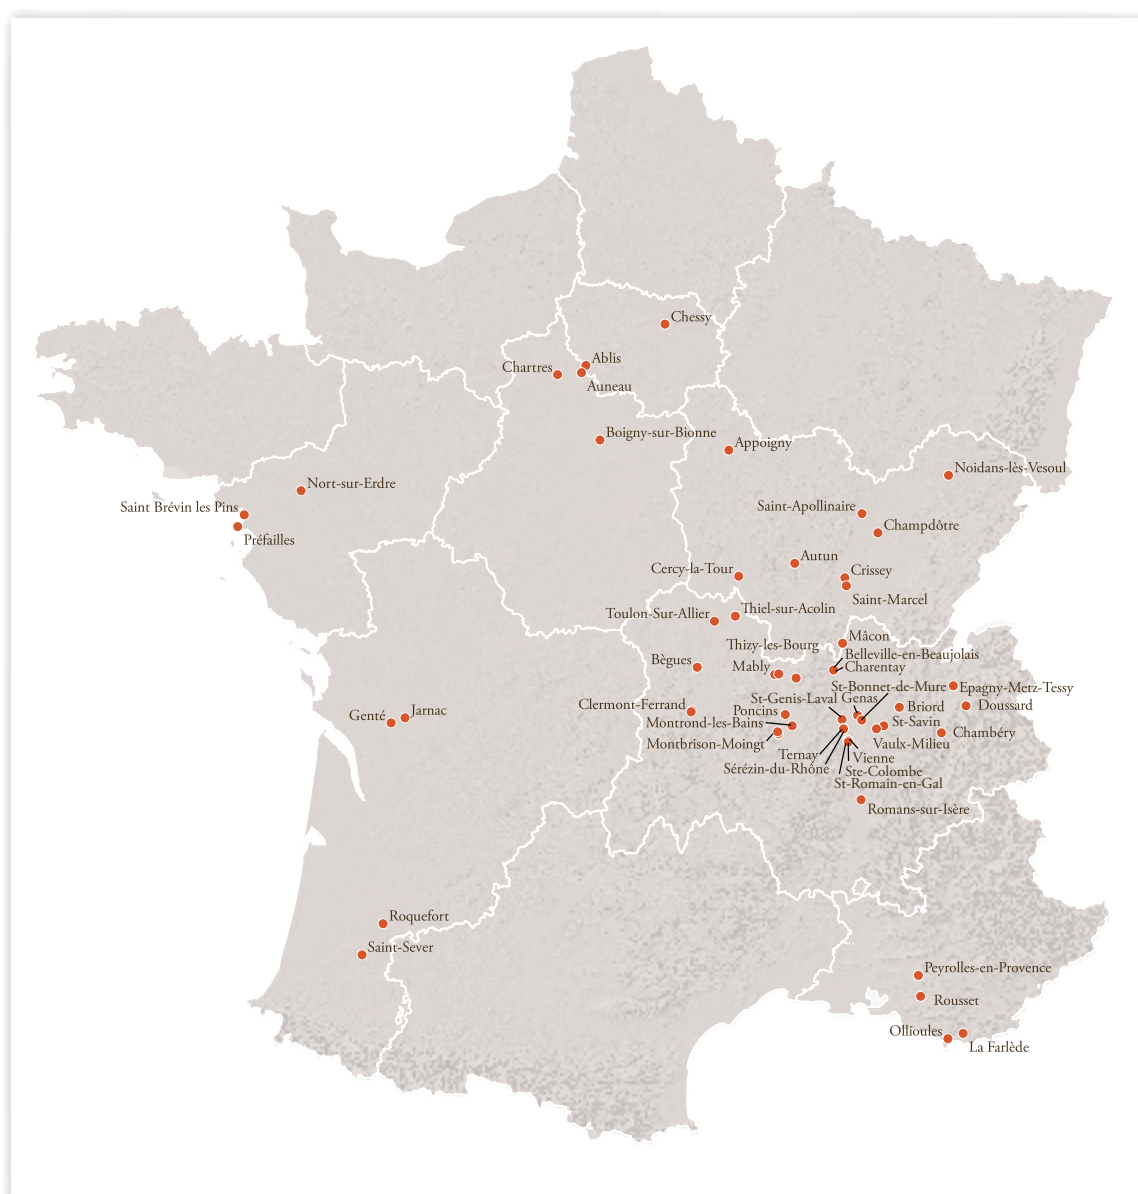 Chessy
Ablis
Chartres
Auneau
Boigny-sur-Bionne
Appoigny
Noidans-lès-Vesoul
Nort-sur-Erdre
Saint Brévin les Pins
Saint-Apollinaire
Champdôtre
Préfailles
Autun
Cercy-la-Tour
Crissey
Saint-Marcel
Toulon-Sur-Allier
Thiel-sur-Acolin
Mâcon
Thizy-les-Bourg
Belleville-en-Beaujolais
Bègues
Mably
Charentay
St-Bonnet-de-Mure
Epagny-Metz-Tessy
St-Genis-Laval
Genas
Clermont-Ferrand
Briord
Doussard
Jarnac
Genté
Poncins
Montrond-les-Bains
St-Savin
Chambéry
Montbrison-Moingt
Vaulx-Milieu
Ternay
Vienne
Sérézin-du-Rhône
Ste-Colombe
St-Romain-en-Gal
Romans-sur-Isère
Roquefort
Saint-Sever
Peyrolles-en-Provence
Rousset
Ollioules
La Farlède